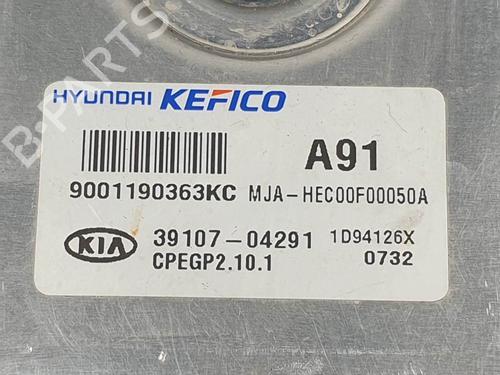 B-PARTS
HYUNDAI KEFICO
A91
9001190363KC MJA-HEC00F00050A
KIA 39107-04291 1D94126X
CPEGP2.10.1 0732